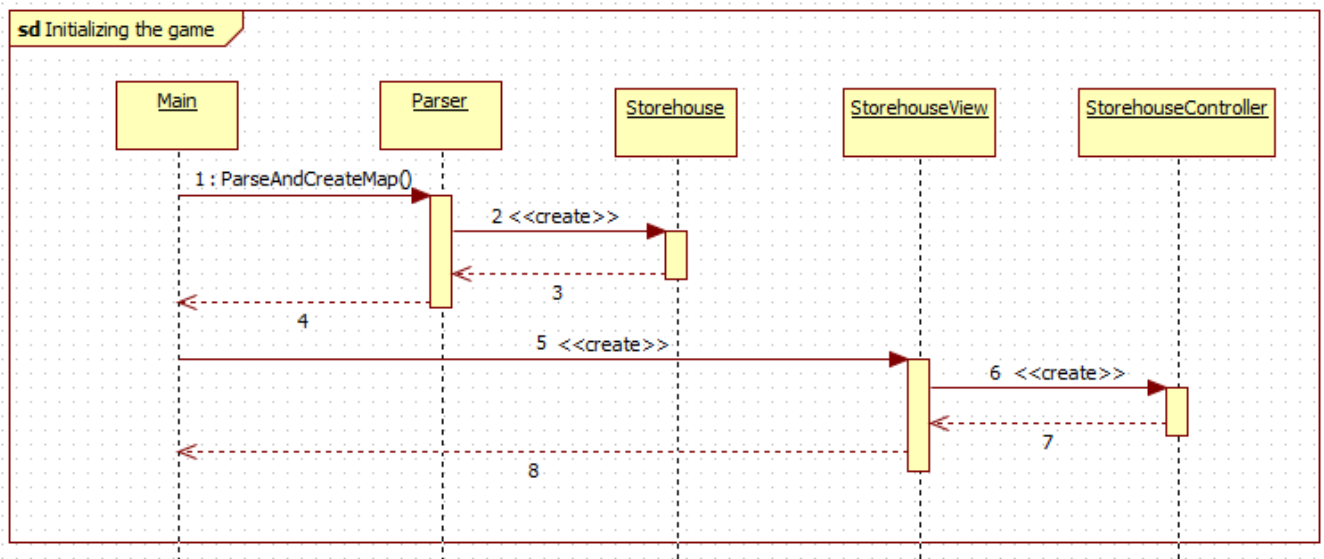 sd Initializing the game
Main
Parser
Storehouse
StorehouseView
StorehouseController
1 : ParseAndCreateMap()
2 <<create>>
3
4
5 <<create>>
6 <<create>>
7
8